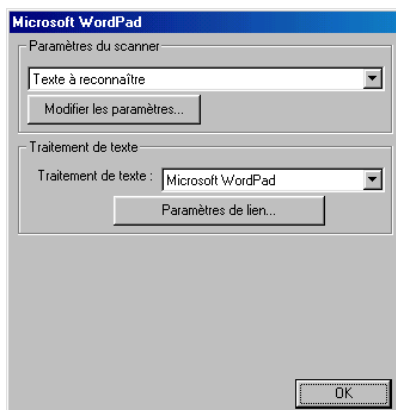 Microsoft WordPad
Paramètres du scanner
Texte à reconnaître
Modifier les paramètres...
Traitement de texte
Traitement de texte : Microsoft WordPad
Paramètres de lien...
OK